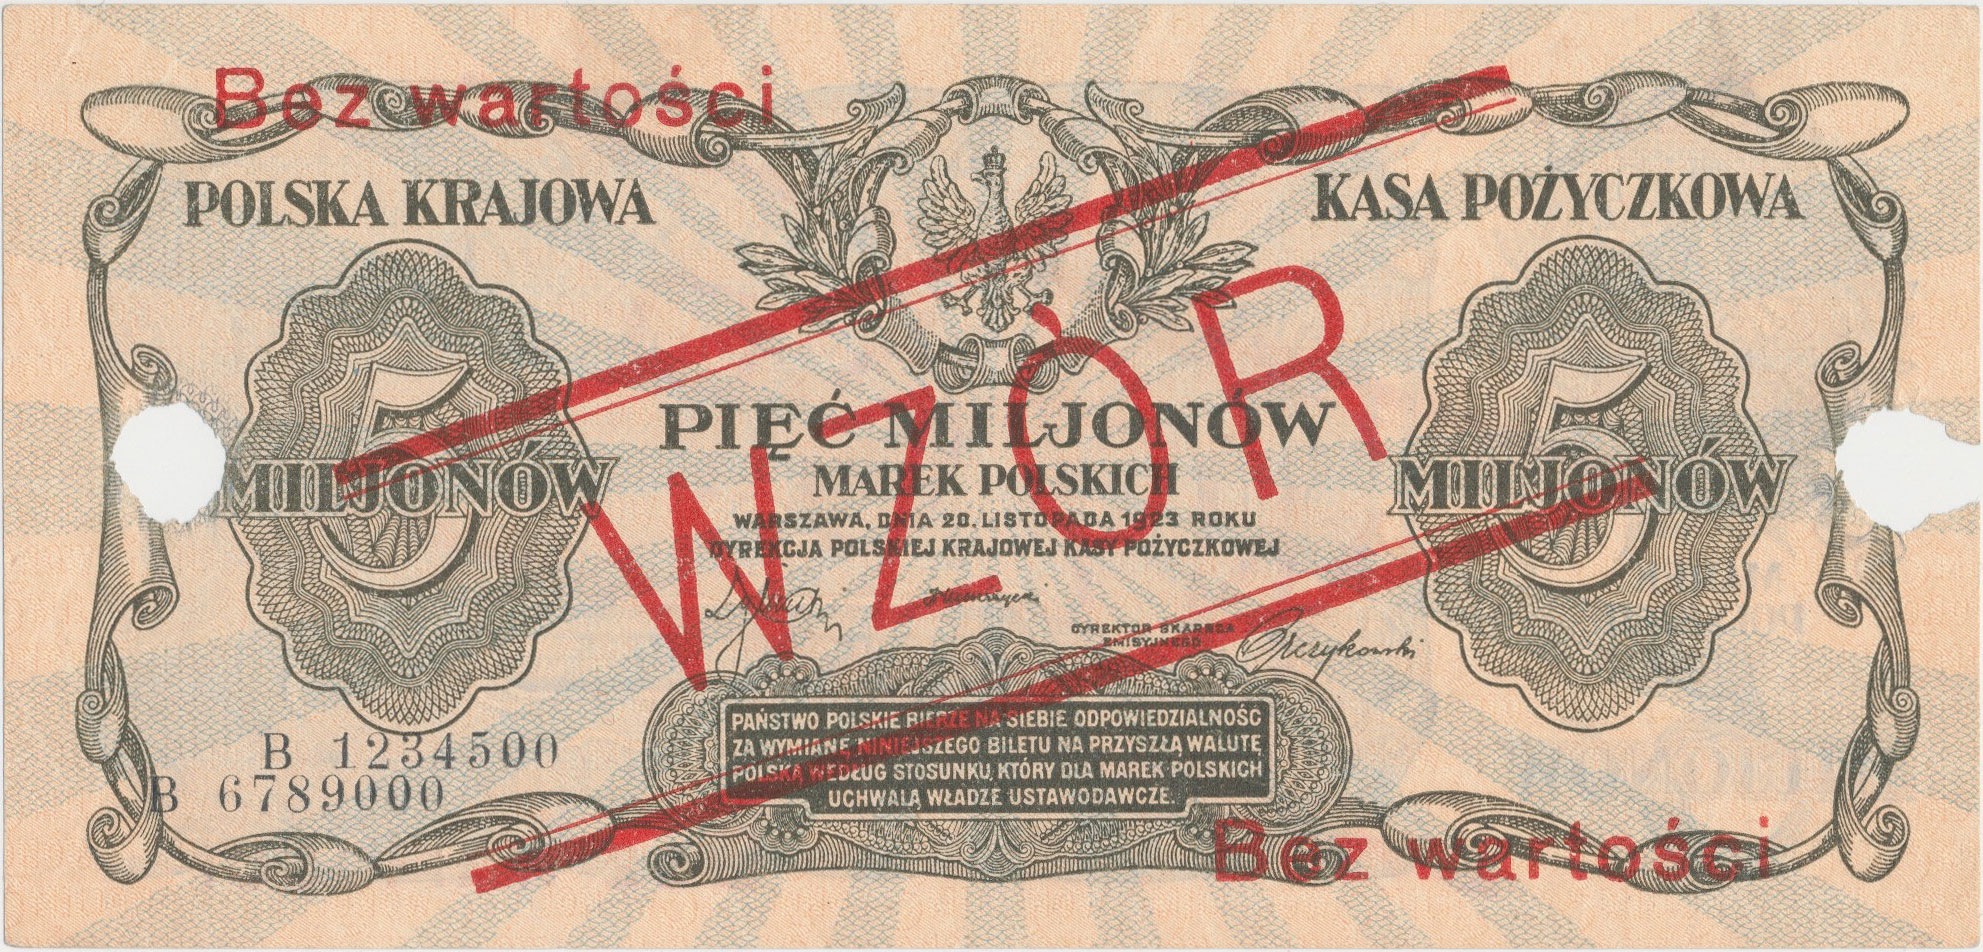 Bez wartości
POLSKA KRAJOWA KASA POŻYCZKOWA
WZÓR
PIĘĆ MILJONÓW
MAREK POLSKICH
5
MILJONÓW
5
MILJONÓW
WARSZAWA, DNIA 20. LISTOPADA 1923 ROKU
DYREKCJA POLSKIEJ KRAJOWEJ KASY POŻYCZKOWEJ
DYREKTOR SKARBCA
EMISYJNEGO
PAŃSTWO POLSKIE BIERZE NA SIEBIE ODPOWIEDZIALNOŚC
ZA WYMIANĘ NINIEJSZEGO BILETU NA PRZYSZŁĄ WALUTĘ
POLSKĄ WEDŁUG STOSUNKU, KTÓRY DLA MAREK POLSKICH
UCHWALĄ WŁADZE USTAWODAWCZE.
B 1234500
B 6789000
Bez wartości